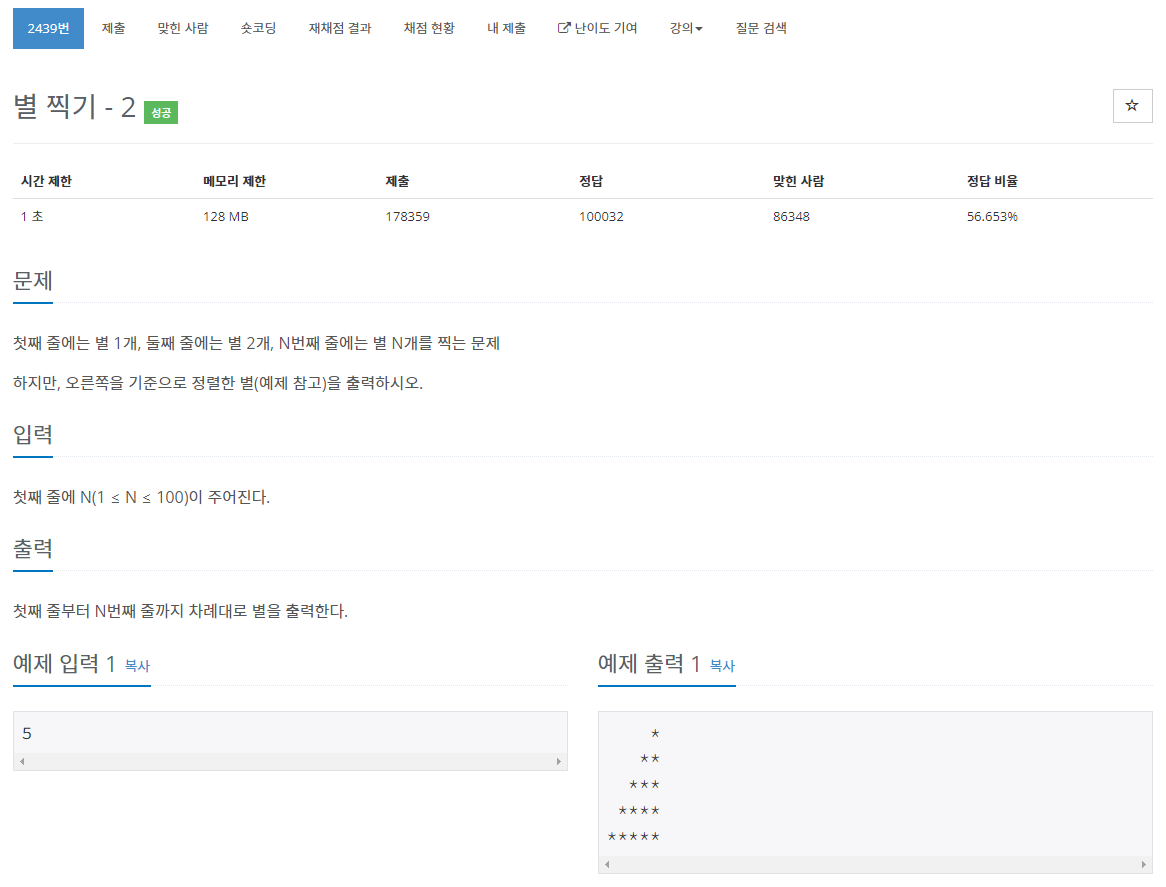 2439번 제출 맞힌 사람 숏코딩 재채점 결과 채점 현황 내 제출 난이도 기여 강의 질문 검색
별 찍기 - 2 성공
시간 제한 메모리 제한 제출 정답 맞힌 사람 정답 비율
1 초 128 MB 178359 100032 86348 56.653%
문제
첫째 줄에는 별 1개, 둘째 줄에는 별 2개, N번째 줄에는 별 N개를 찍는 문제
하지만, 오른쪽을 기준으로 정렬한 별(예제 참고)을 출력하시오.
입력
첫째 줄에 N(1 ≤ N ≤ 100)이 주어진다.
출력
첫째 줄부터 N번째 줄까지 차례대로 별을 출력한다.
예제 입력 1 복사
5
예제 출력 1 복사
    *
   **
  ***
 ****
*****